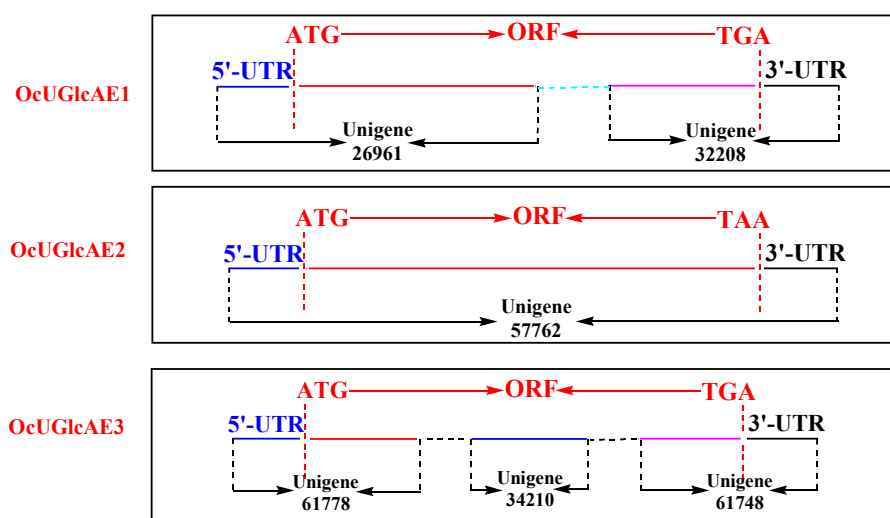 ATG ORF TGA
5'-UTR 3'-UTR
OcUGlcAE1
Unigene Unigene
26961 32208
ATG ORF TAA
5'-UTR 3'-UTR
OcUGlcAE2
Unigene
57762
ATG ORF TGA
5'-UTR 3'-UTR
OcUGlcAE3
Unigene Unigene Unigene
61778 34210 61748